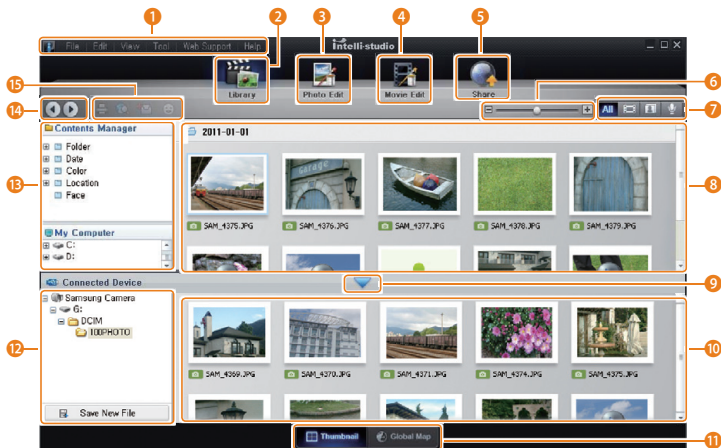 1 2 3 4 5
File Edit View Tool Web Support Help
intelli-studio
Library Photo Edit Movie Edit Share
15 6
14 All 7
Contents Manager
Folder
Date
Color
Location
Face
13
My Computer
C:
D:
2011-01-01
SAM_4375.JPG SAM_4376.JPG SAM_4377.JPG SAM_4378.JPG SAM_4379.JPG
8
Connected Device
9
Samsung Camera
G:
DCIM
100PHOTO
12
Save New File
SAM_4369.JPG SAM_4370.JPG SAM_4371.JPG SAM_4374.JPG SAM_4375.JPG
10
Thumbnail Global Map
11